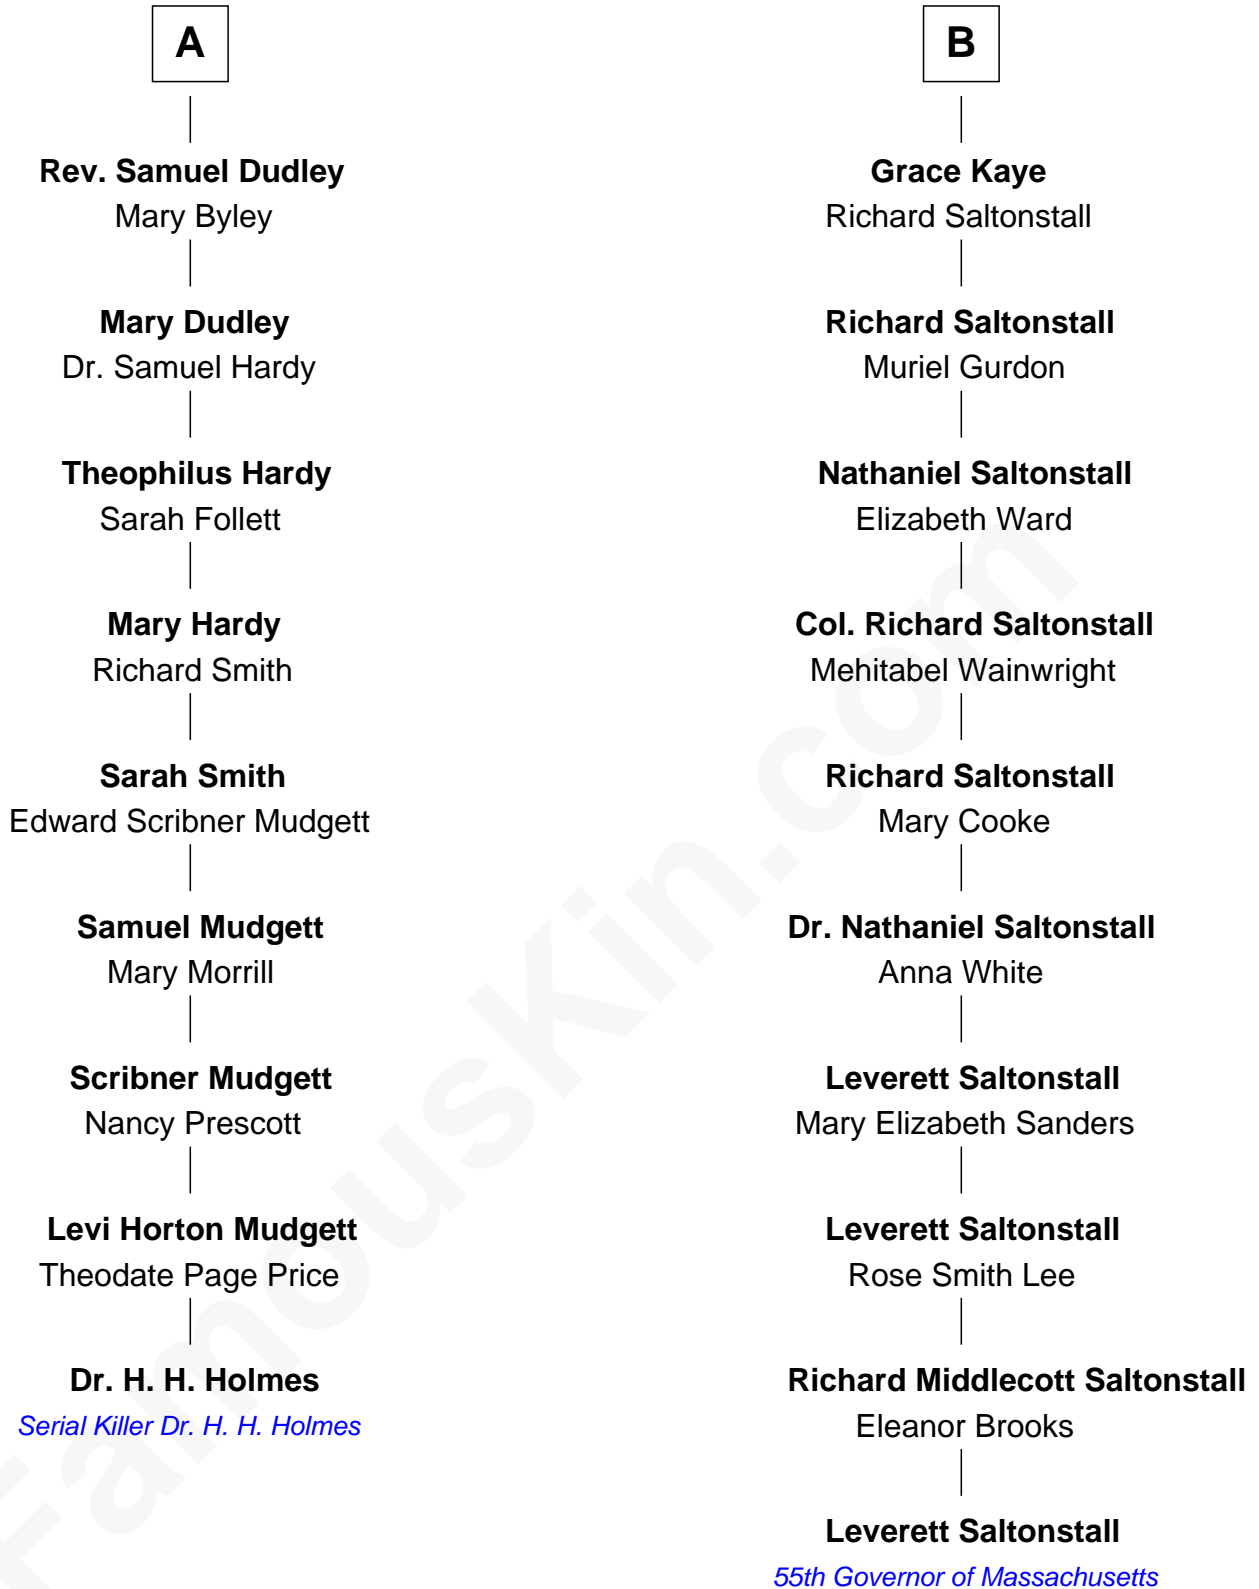 A
Rev. Samuel Dudley
Mary Byley
Mary Dudley
Dr. Samuel Hardy
Theophilus Hardy
Sarah Follett
Mary Hardy
Richard Smith
Sarah Smith
Edward Scribner Mudgett
Samuel Mudgett
Mary Morrill
Scribner Mudgett
Nancy Prescott
Levi Horton Mudgett
Theodate Page Price
Dr. H. H. Holmes
Serial Killer Dr. H. H. Holmes
B
Grace Kaye
Richard Saltonstall
Richard Saltonstall
Muriel Gurdon
Nathaniel Saltonstall
Elizabeth Ward
Col. Richard Saltonstall
Mehitabel Wainwright
Richard Saltonstall
Mary Cooke
Dr. Nathaniel Saltonstall
Anna White
Leverett Saltonstall
Mary Elizabeth Sanders
Leverett Saltonstall
Rose Smith Lee
Richard Middlecott Saltonstall
Eleanor Brooks
Leverett Saltonstall
55th Governor of Massachusetts
FamousKin.com